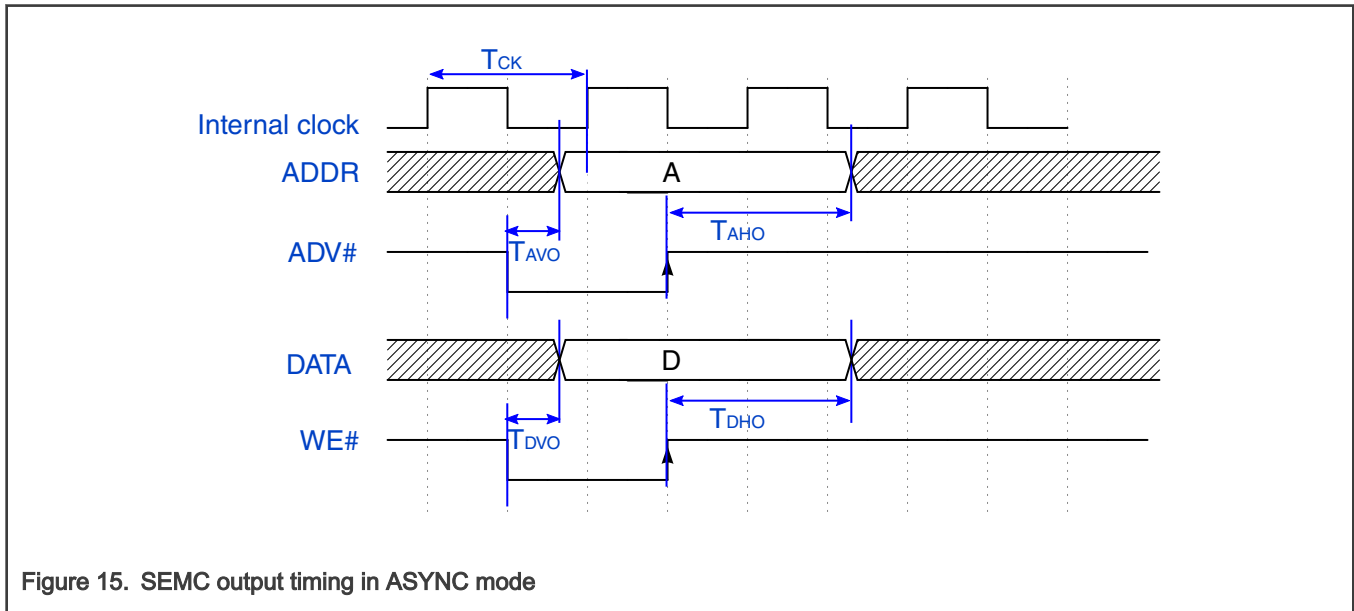 TCK
Internal clock
ADDR
A
TAHO
TAVO
ADV#
DATA
D
TDHO
TDVO
WE#
Figure 15. SEMC output timing in ASYNC mode